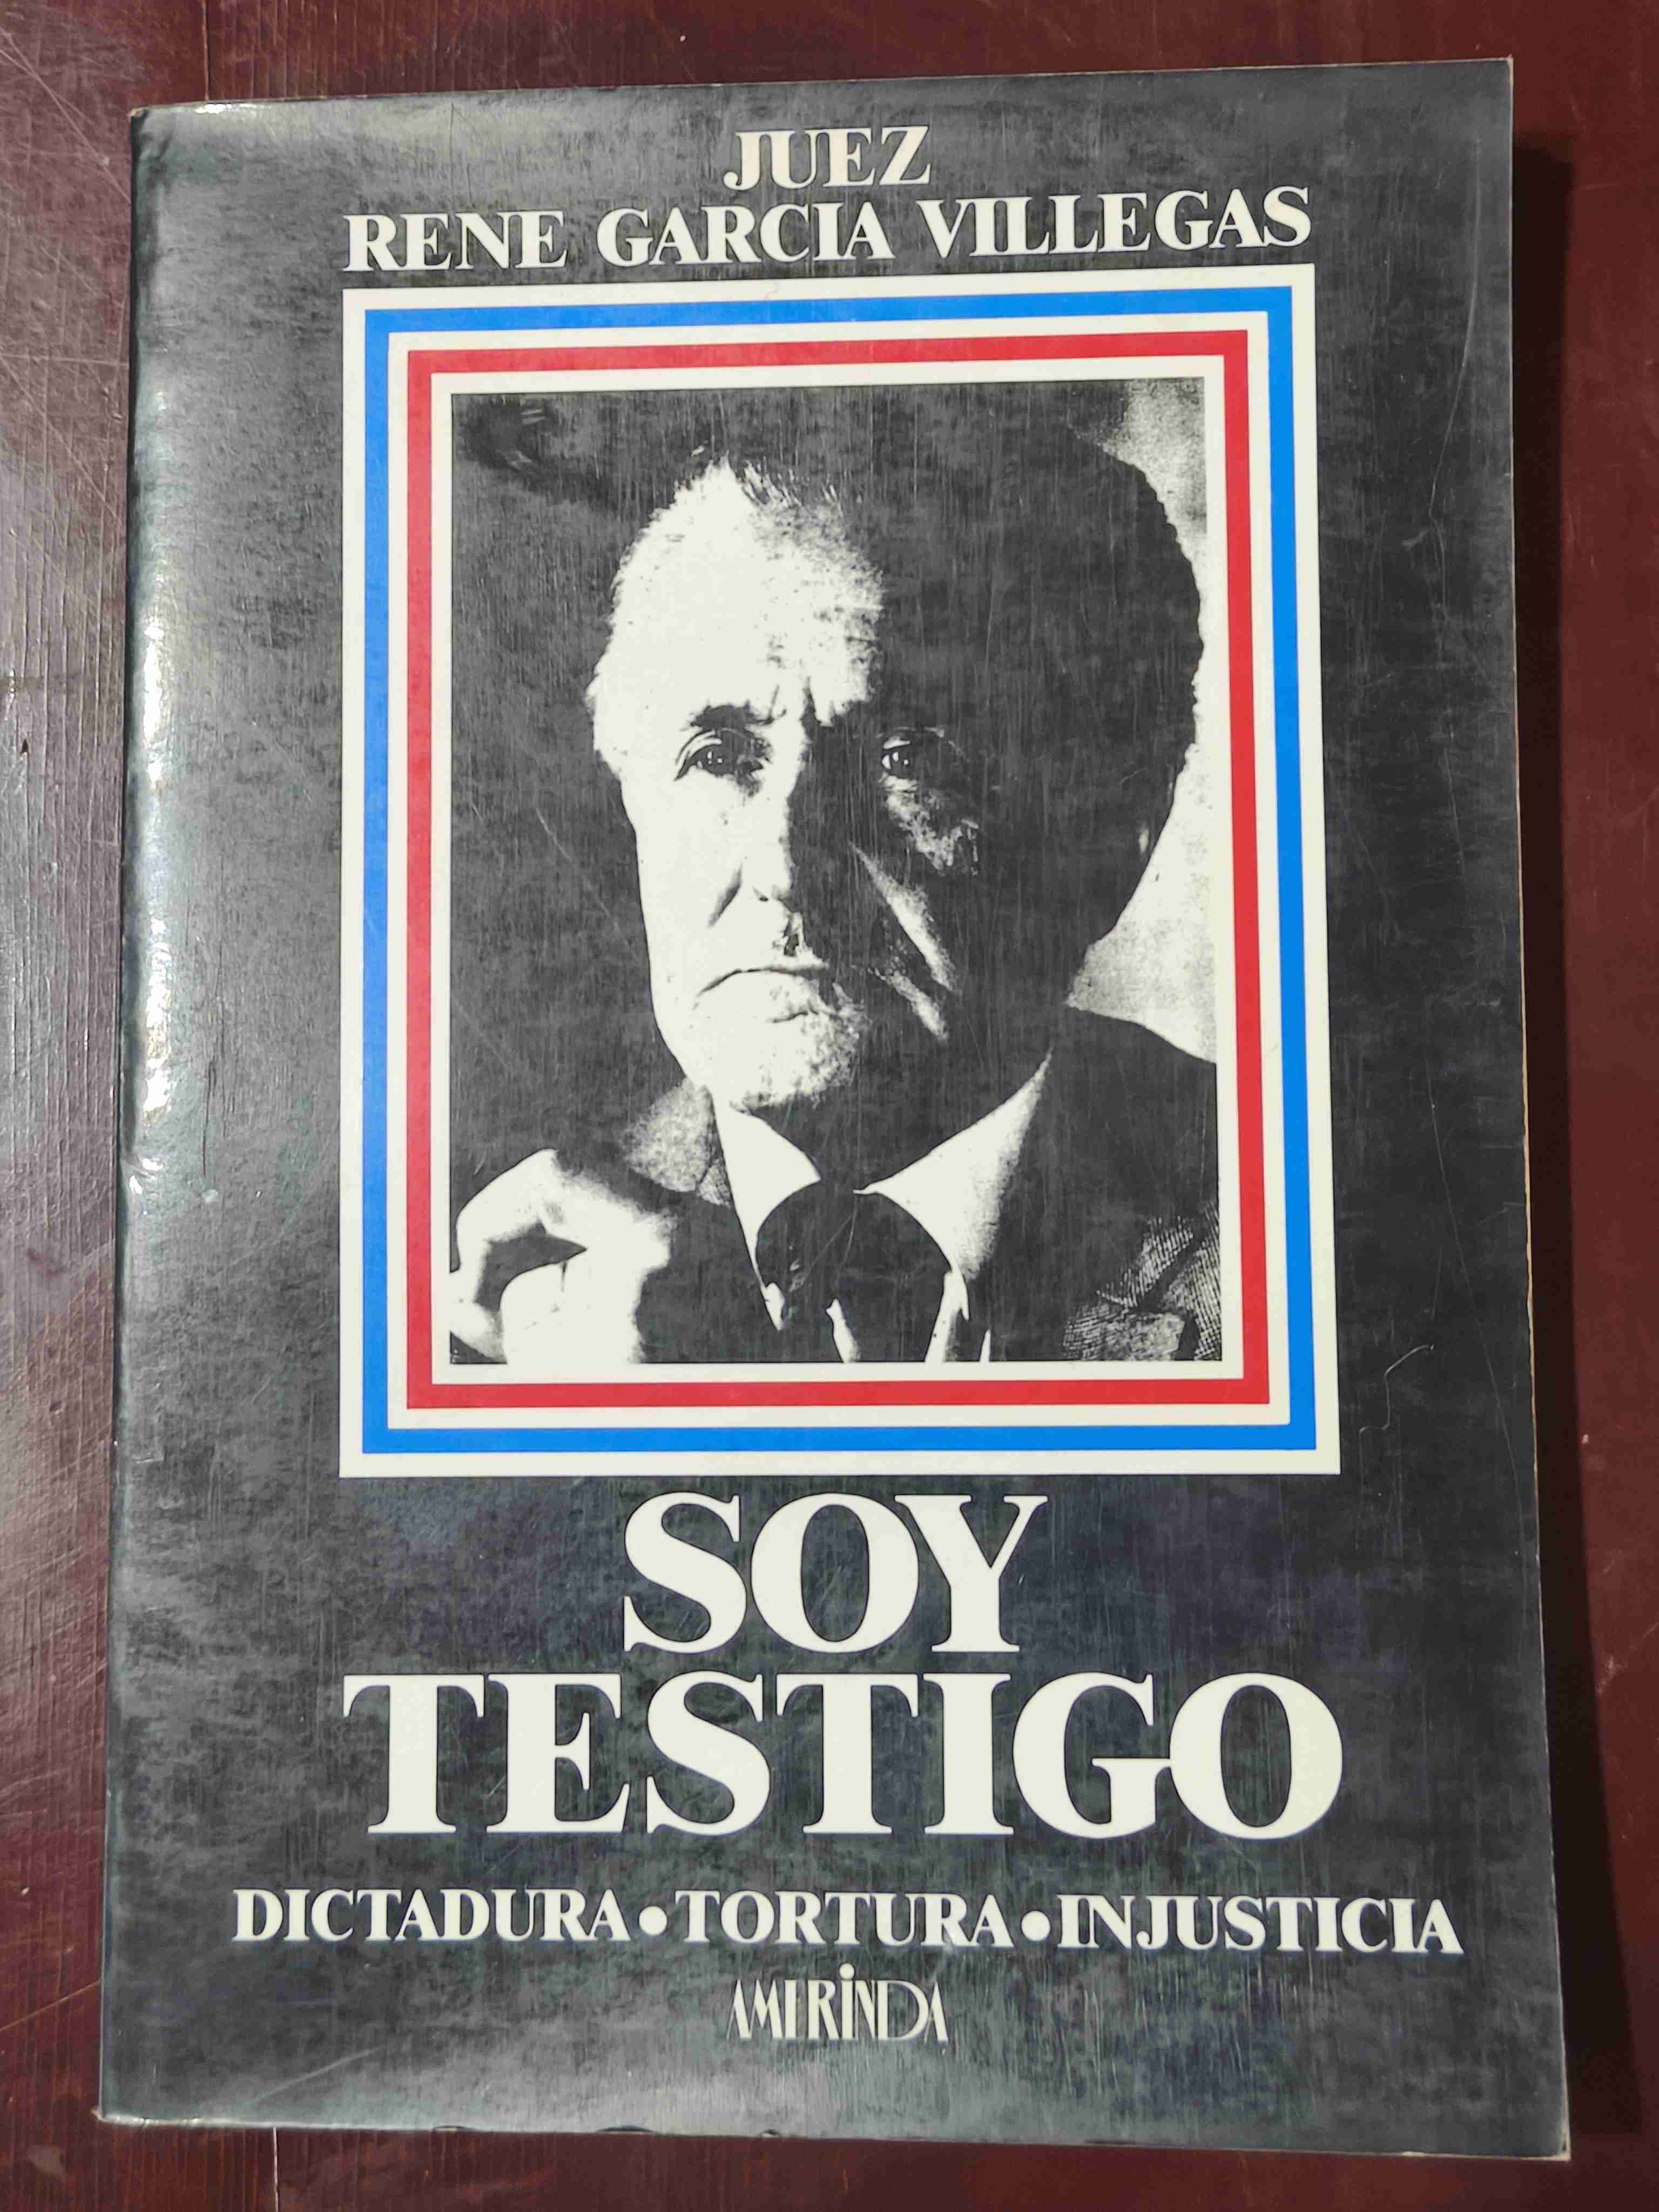 JUEZ
RENE GARCIA VILLEGAS
SOY
TESTIGO
DICTADURA•TORTURA•INJUSTICIA
AMERINDA